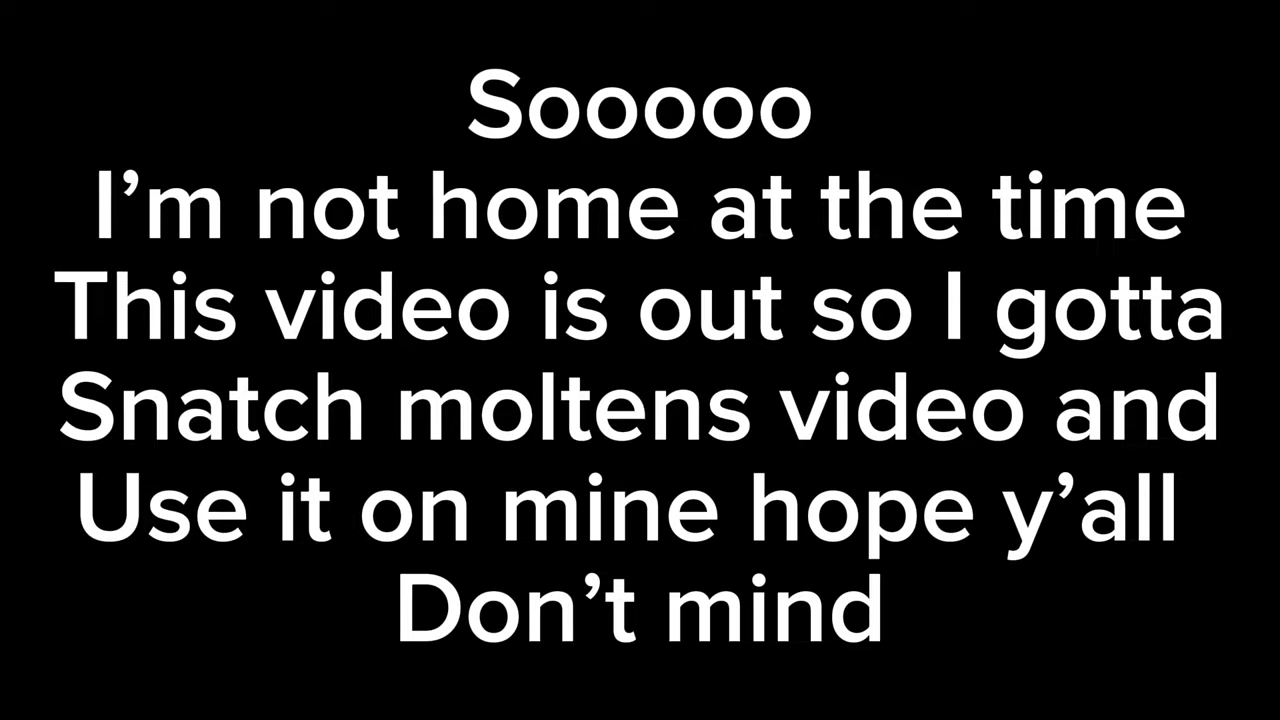 Sooooo
I’m not home at the time
This video is out so I gotta
Snatch moltens video and
Use it on mine hope y’all
Don’t mind